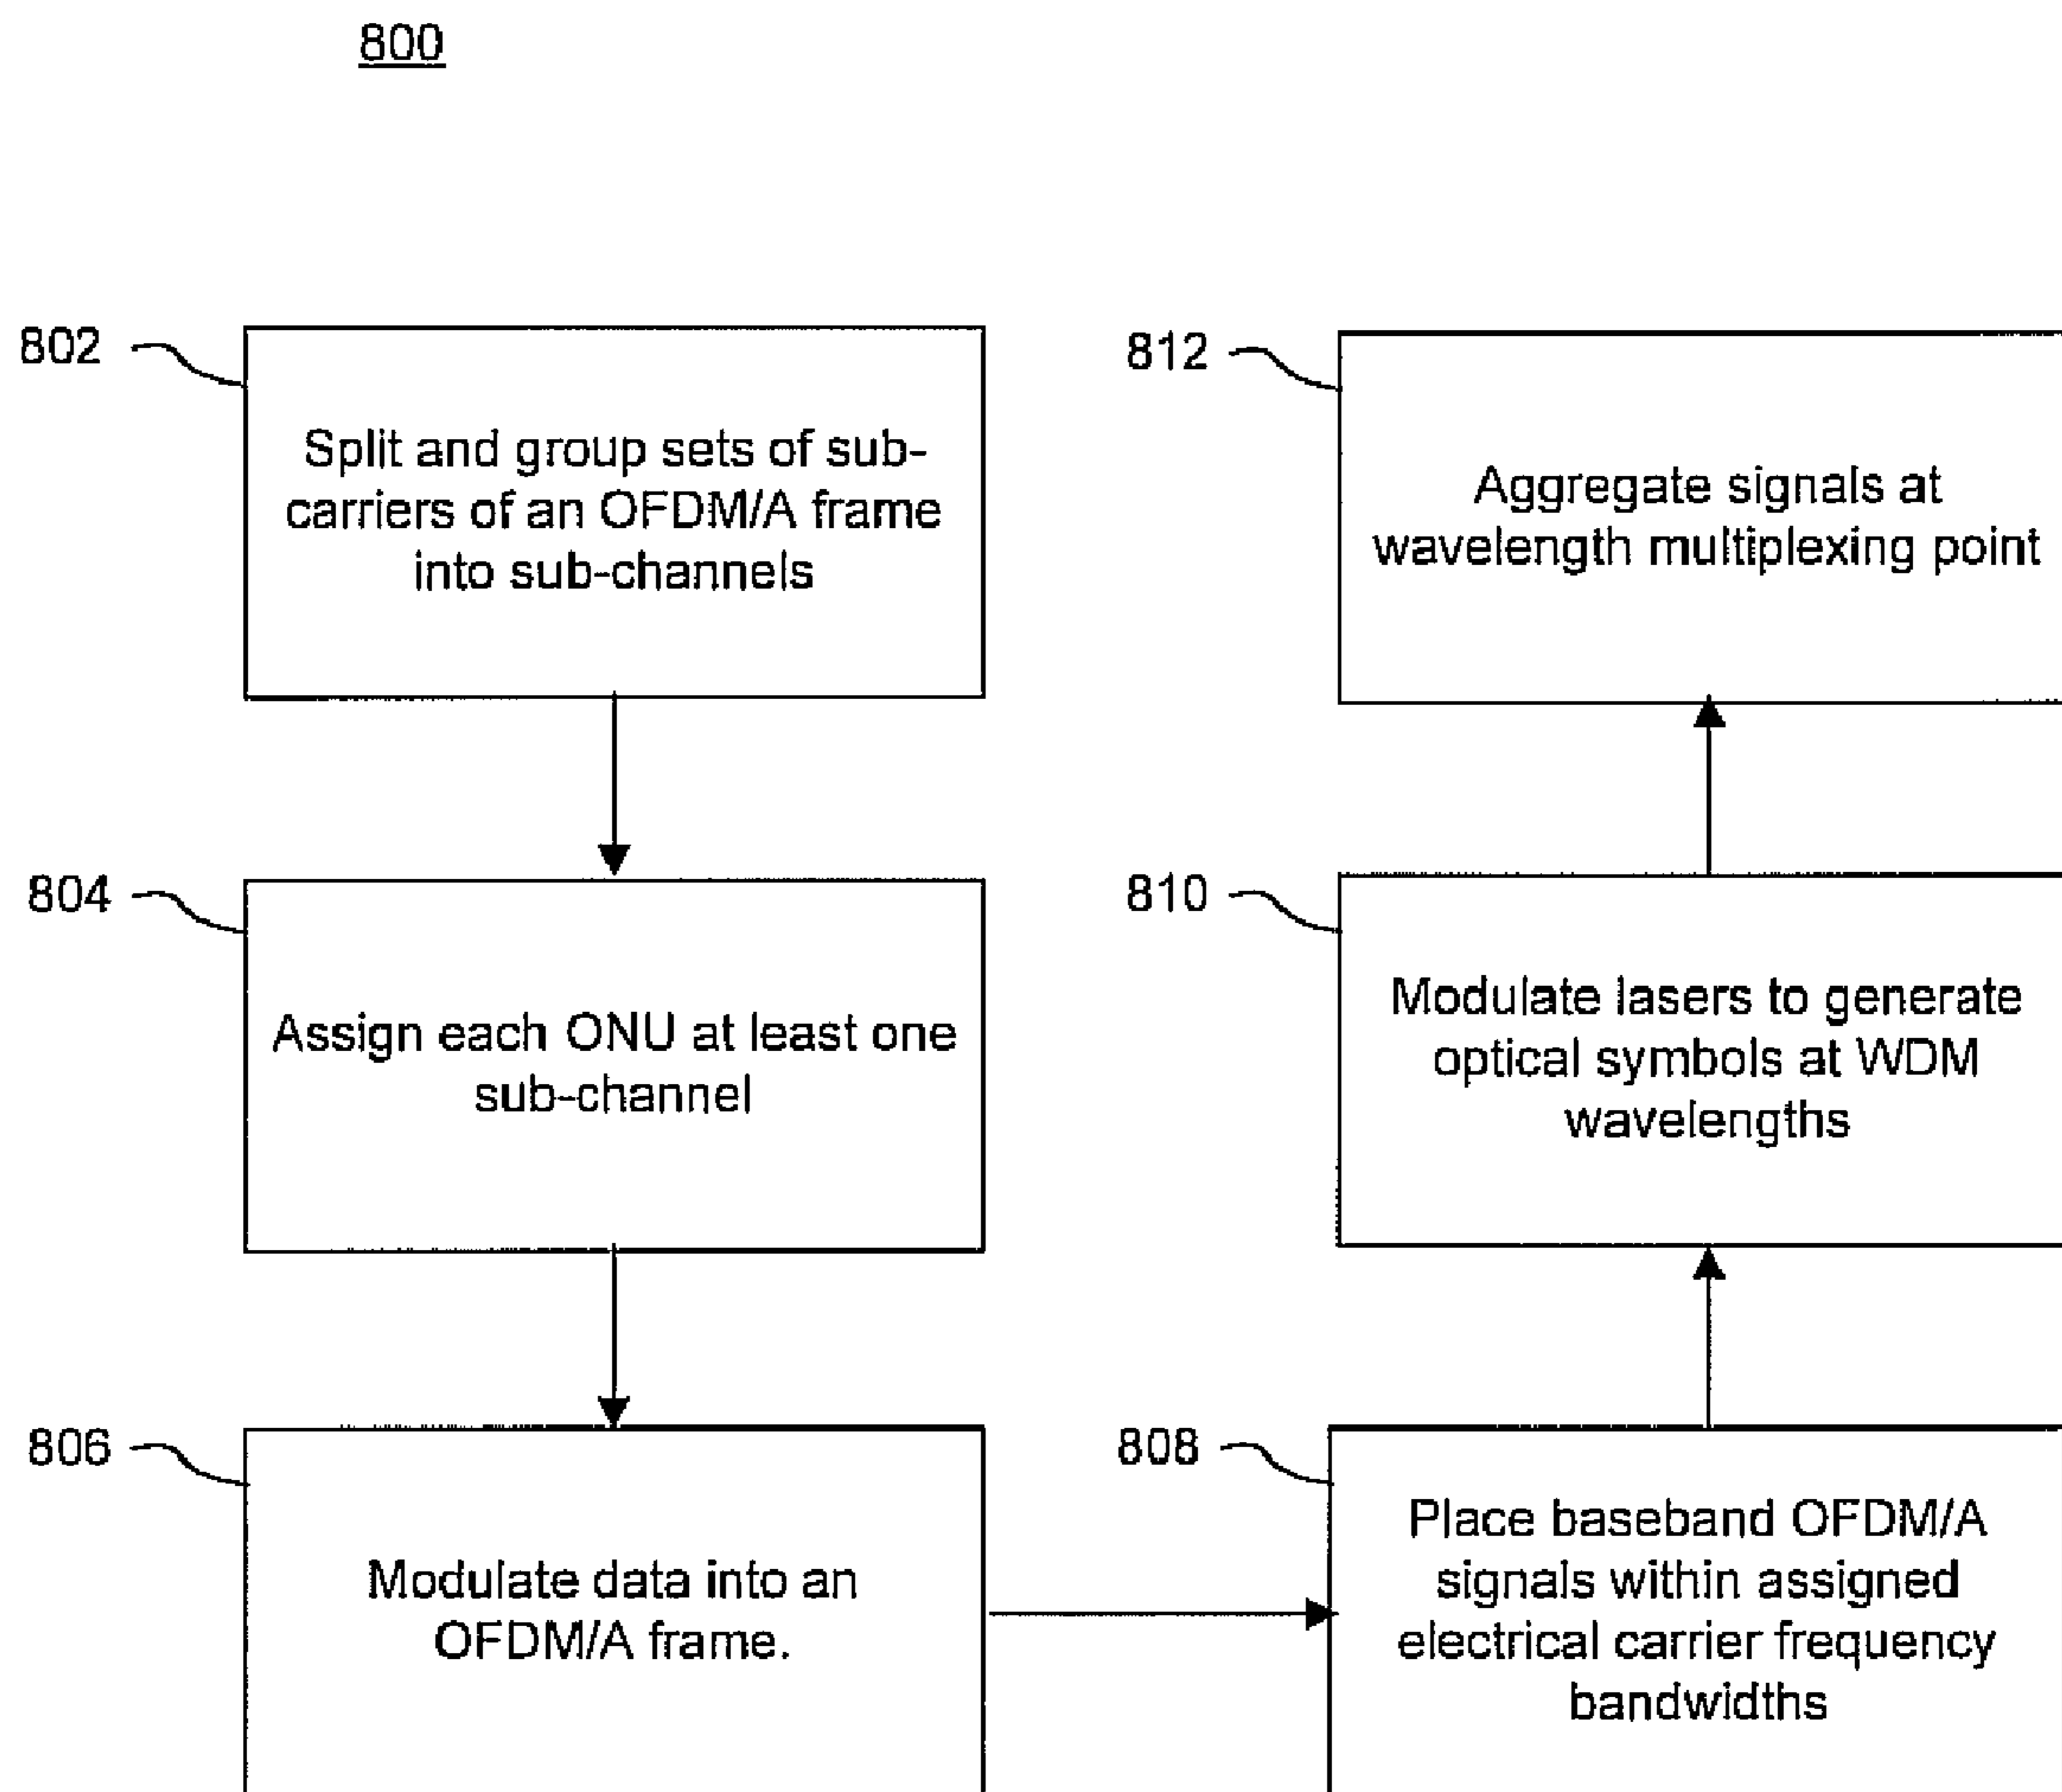 800
802
Split and group sets of sub-
carriers of an OFDM/A frame
into sub-channels
804
Assign each ONU at least one
sub-channel
806
Modulate data into an
OFDM/A frame.
808
Place baseband OFDM/A
signals within assigned
electrical carrier frequency
bandwidths
810
Modulate lasers to generate
optical symbols at WDM
wavelengths
812
Aggregate signals at
wavelength multiplexing point